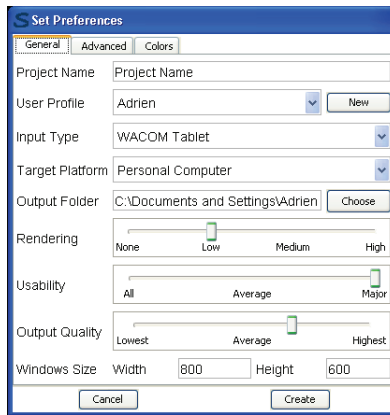 Set Preferences
General Advanced Colors
Project Name Project Name
User Profile Adrien New
Input Type WACOM Tablet
Target Platform Personal Computer
Output Folder C:\Documents and Settings\Adrien Choose
Rendering
None Low Medium High
Usability
All Average Major
Output Quality
Lowest Average Highest
Windows Size Width 800 Height 600
Cancel Create